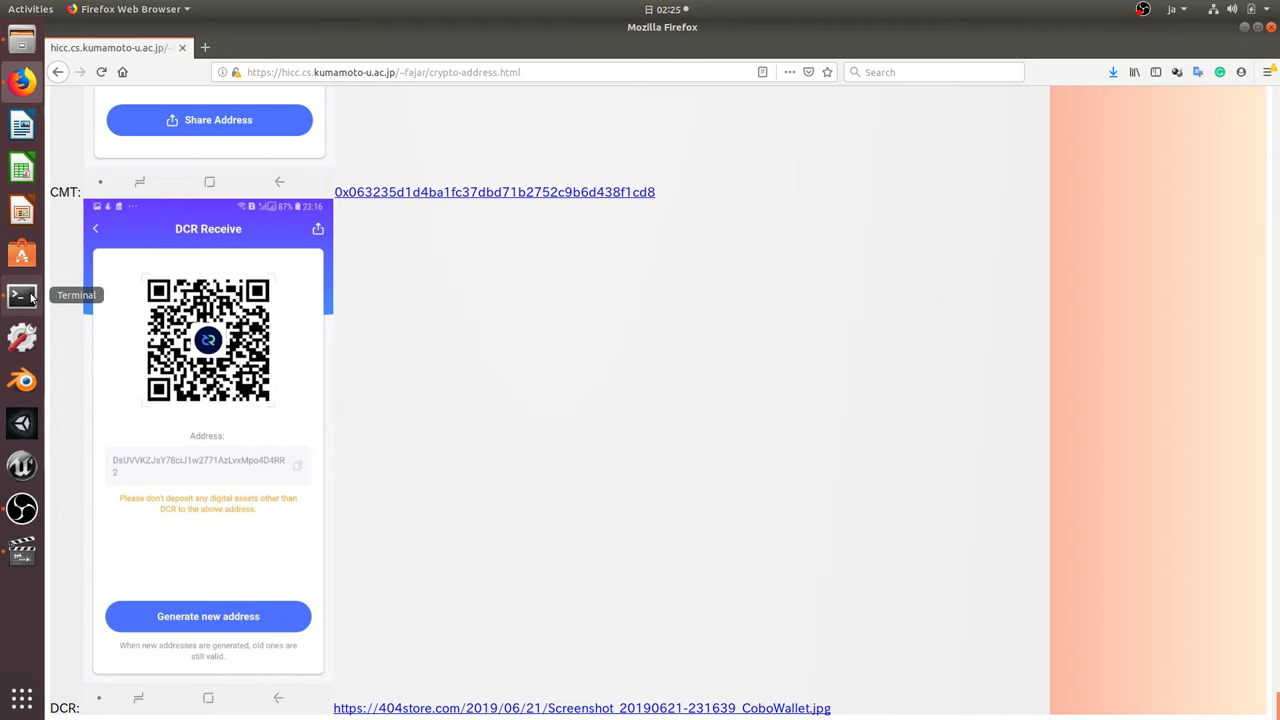 Activities
Firefox Web Browser
日 02:25
ja
Mozilla Firefox
hicc.cs.kumamoto-u.ac.jp/~
https://hicc.cs.kumamoto-u.ac.jp/~fajar/crypto-address.html
Search
Share Address
CMT:
0x063235d1d4ba1fc37dbd71b2752c9b6d438f1cd8
87% 23:16
DCR Receive
Terminal
Address:
DsUVVKZJsY78ciJ1w2771AzLvxMpo4D4RR
2
Please don't deposit any digital assets other than
DCR to the above address.
Generate new address
When new addresses are generated, old ones are
still valid.
DCR:
https://404store.com/2019/06/21/Screenshot_20190621-231639_CoboWallet.jpg